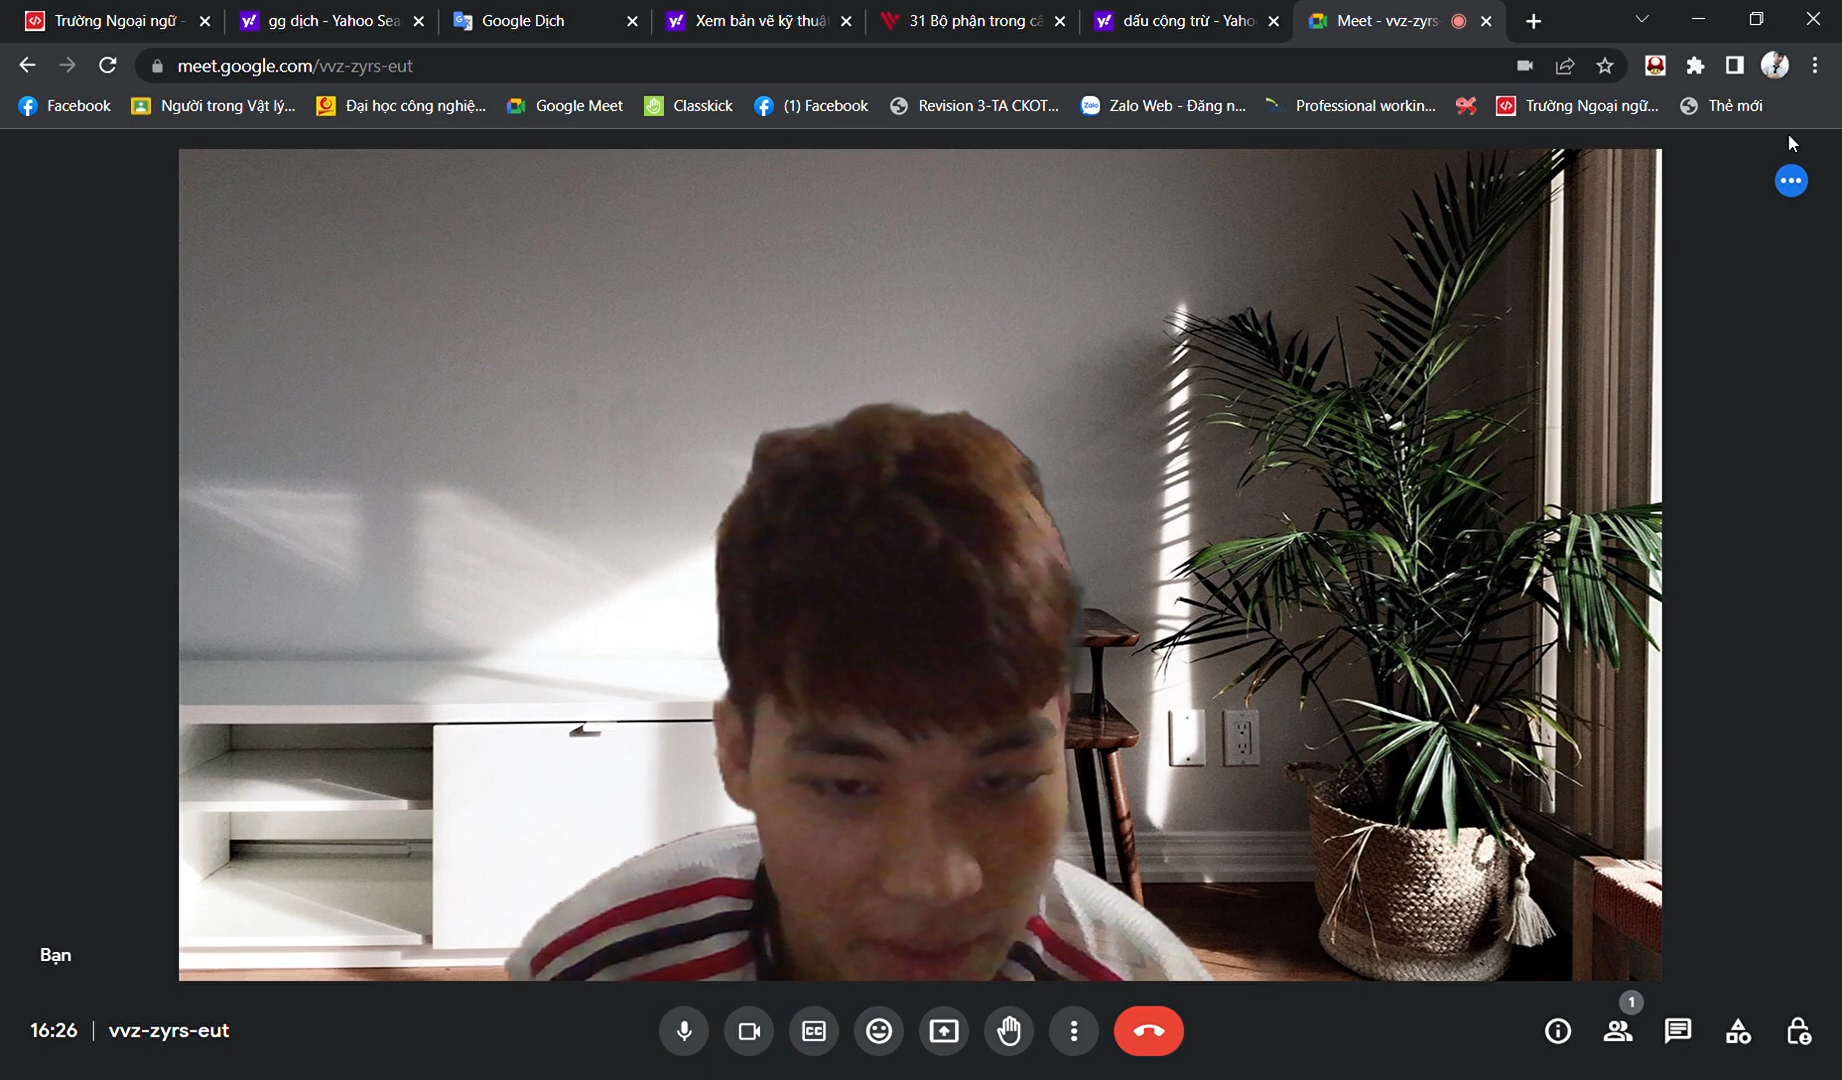 Trường Ngoại ngữ -
gg dịch - Yahoo Sea
Google Dịch
Xem bản vẽ kỹ thuật
31 Bộ phận trong cá
dấu cộng trừ - Yaho
Meet - vvz-zyrs
meet.google.com/vvz-zyrs-eut
Facebook
Người trong Vật lý...
Đại học công nghiệ...
Google Meet
Classkick
(1) Facebook
Revision 3-TA CKOT...
Zalo Web - Đăng n...
Professional workin...
Trường Ngoại ngữ...
Thẻ mới
Bạn
16:26 | vvz-zyrs-eut
CC
1